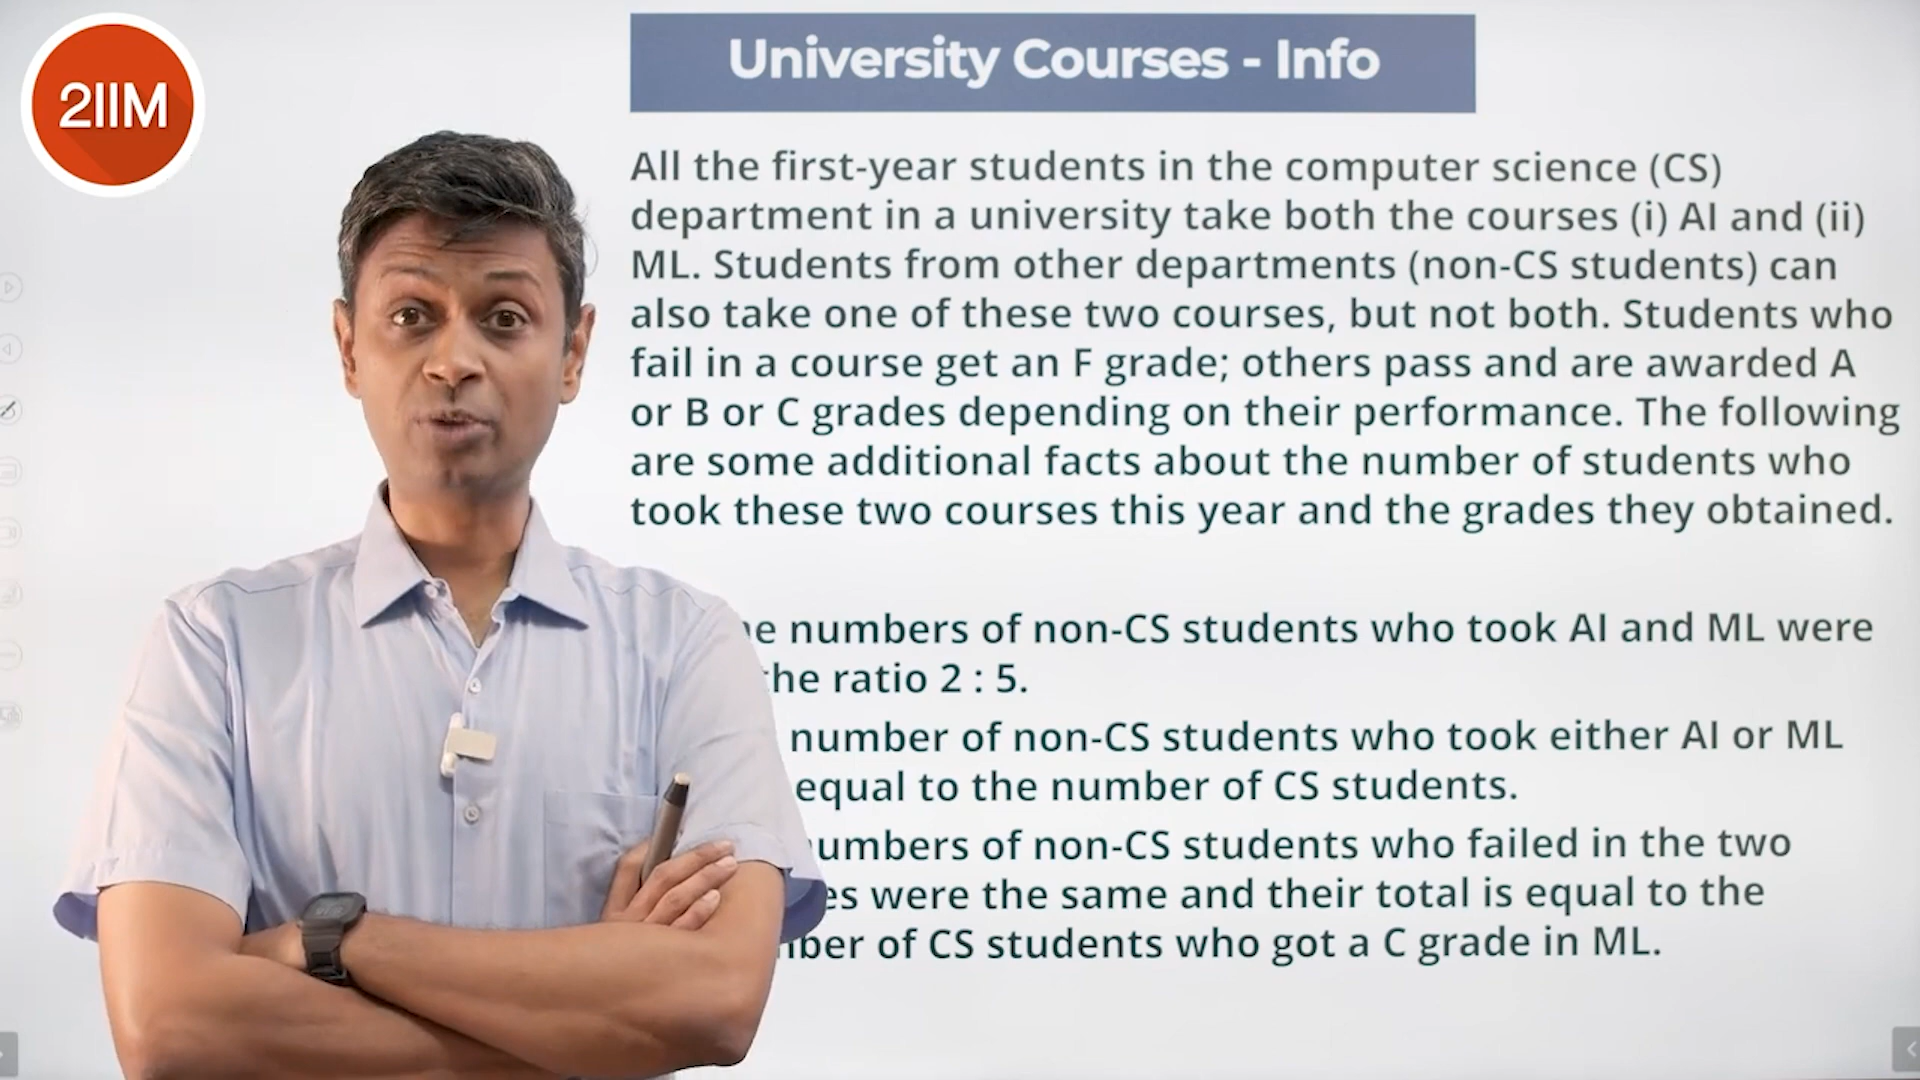 2IIM
University Courses - Info
All the first-year students in the computer science (CS)
department in a university take both the courses (i) AI and (ii)
ML. Students from other departments (non-CS students) can
also take one of these two courses, but not both. Students who
fail in a course get an F grade; others pass and are awarded A
or B or C grades depending on their performance. The following
are some additional facts about the number of students who
took these two courses this year and the grades they obtained.
numbers of non-CS students who took AI and ML were
the ratio 2 : 5.
number of non-CS students who took either AI or ML
equal to the number of CS students.
numbers of non-CS students who failed in the two
were the same and their total is equal to the
of CS students who got a C grade in ML.